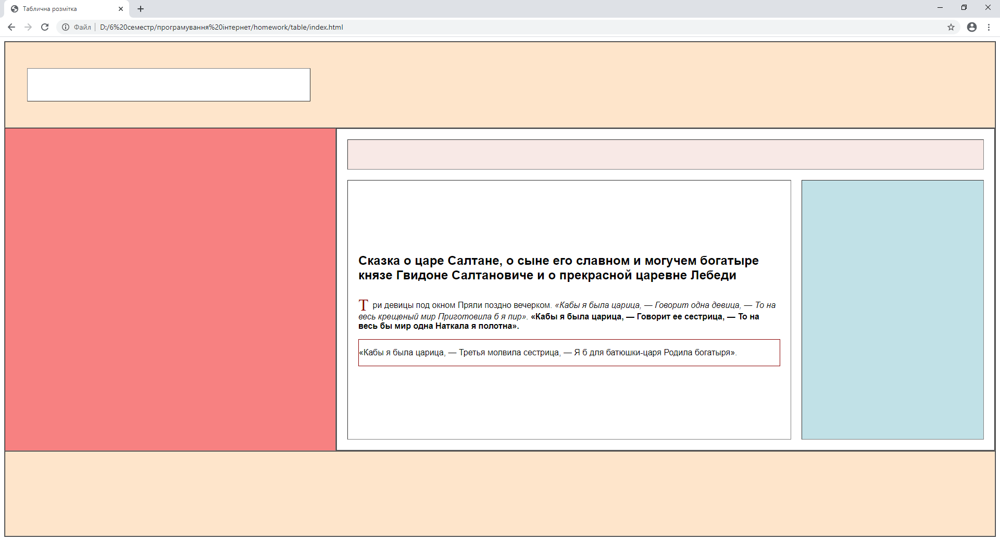 Таблична розмітка
Файл
D:/6%20семестр/програмування%20інтернет/homework/table/index.html
Сказка о царе Салтане, о сыне его славном и могучем богатыре
князе Гвидоне Салтановиче и о прекрасной царевне Лебеди
Три девицы под окном Пряли поздно вечерком. «Кабы я была царица, — Говорит одна девица, — То на
весь крещеный мир Приготовила б я пир». «Кабы я была царица, — Говорит ее сестрица, — То на
весь бы мир одна Наткала я полотна».
«Кабы я была царица, — Третья молвила сестрица, — Я б для батюшки-царя Родила богатыря».